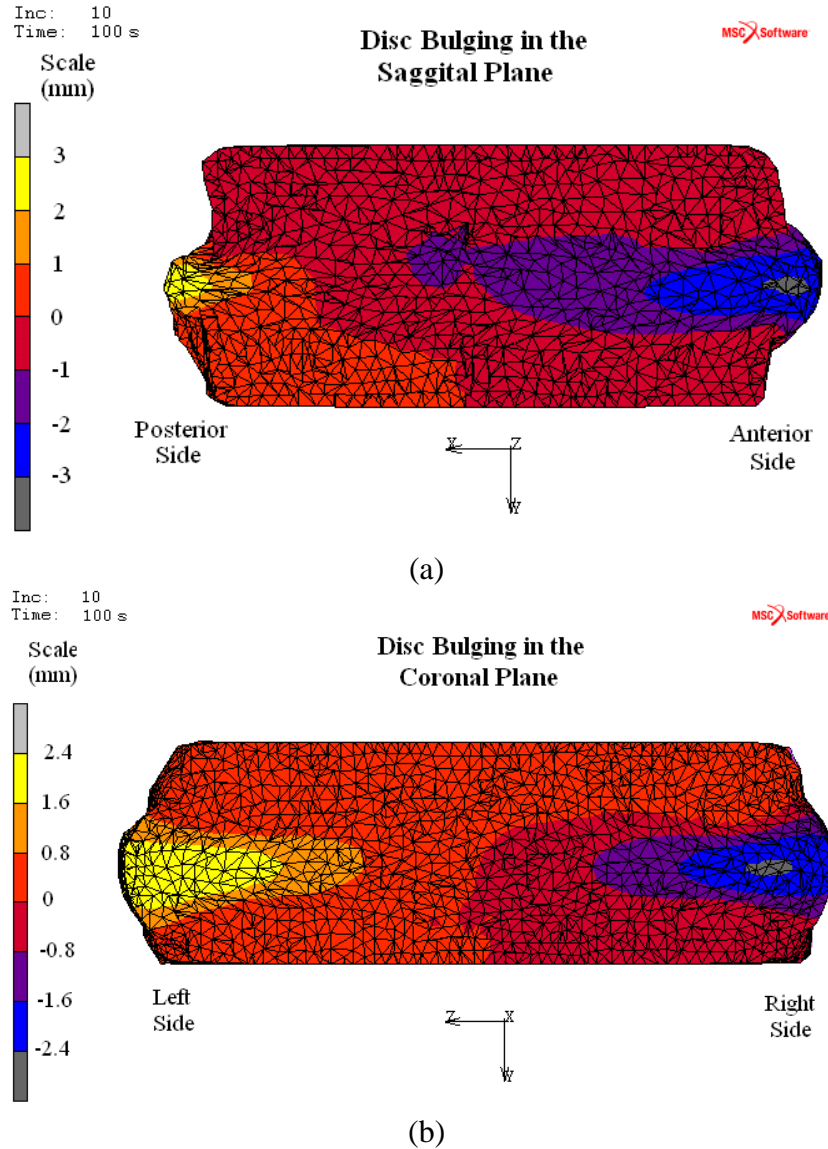 Inc: 10
Time: 100 s
MSC Software
Disc Bulging in the
Saggital Plane
Scale
(mm)
3
2
1
0
-1
-2
-3
Posterior
Side
Anterior
Side
X
Z
Y
(a)
Inc: 10
Time: 100 s
MSC Software
Disc Bulging in the
Coronal Plane
Scale
(mm)
2.4
1.6
0.8
0
-0.8
-1.6
-2.4
Left
Side
Right
Side
Z
X
Y
(b)